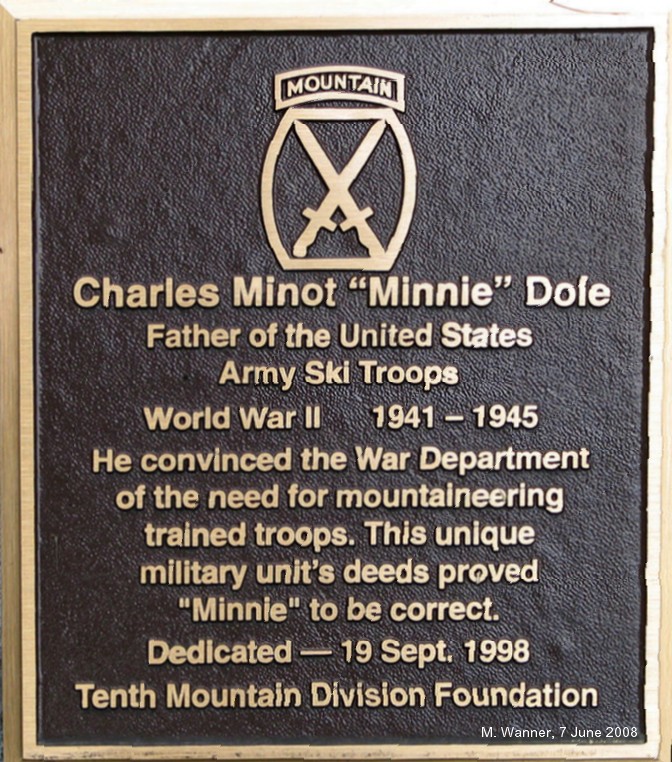 MOUNTAIN
Charles Minot “Minnie” Dole
Father of the United States
Army Ski Troops
World War II 1941 – 1945
He convinced the War Department
of the need for mountaineering
trained troops. This unique
military unit's deeds proved
"Minnie" to be correct.
Dedicated — 19 Sept. 1998
Tenth Mountain Division Foundation
M. Wanner, 7 June 2008